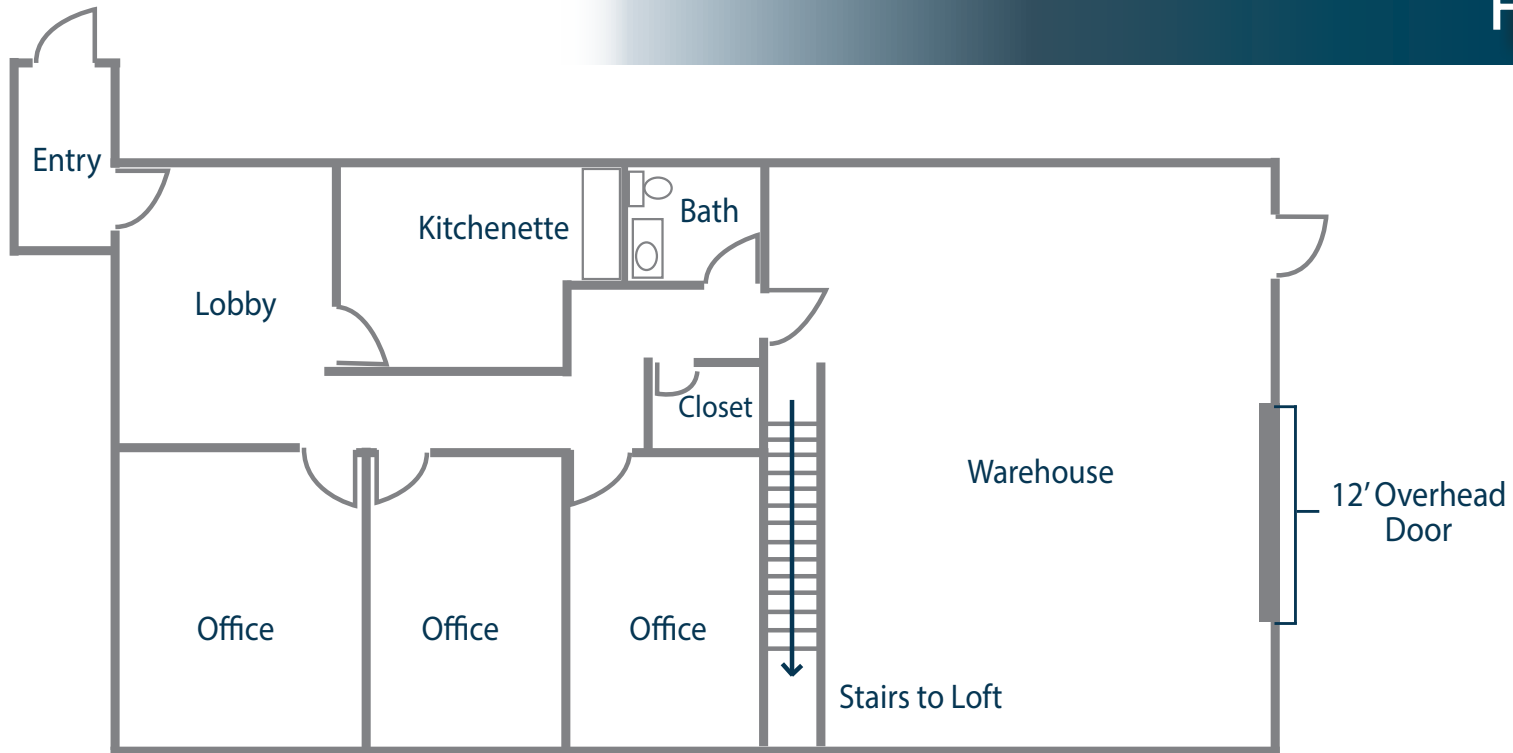 Entry
Kitchenette
Bath
Lobby
Closet
Warehouse
12’ Overhead
Door
Office
Office
Office
Stairs to Loft